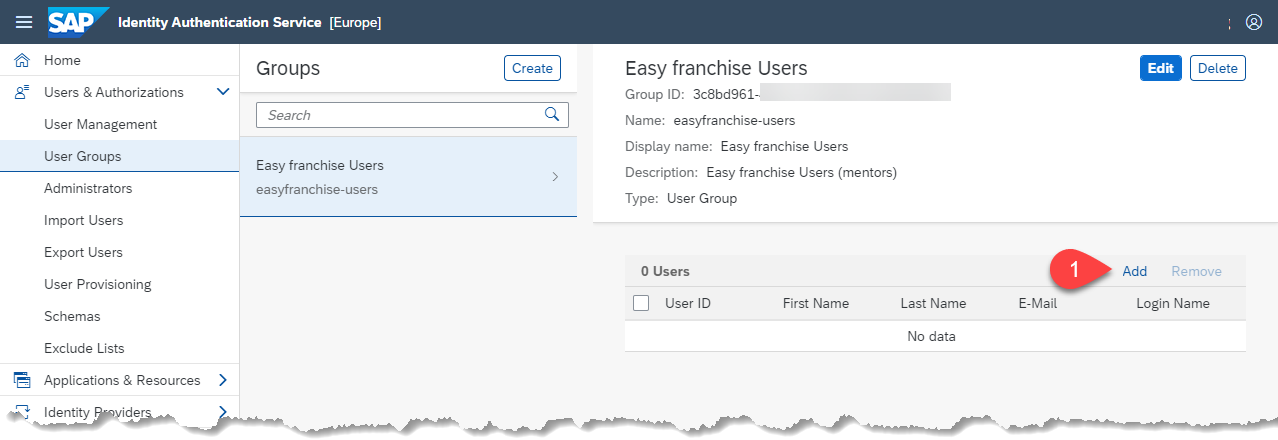 SAP Identity Authentication Service [Europe]
Home
Users & Authorizations
User Management
User Groups
Administrators
Import Users
Export Users
User Provisioning
Schemas
Exclude Lists
Applications & Resources
Identity Providers
Groups Create
Search
Easy franchise Users
easyfranchise-users
Easy franchise Users Edit Delete
Group ID: 3c8bd961-
Name: easyfranchise-users
Display name: Easy franchise Users
Description: Easy franchise Users (mentors)
Type: User Group
0 Users 1 Add Remove
User ID First Name Last Name E-Mail Login Name
No data